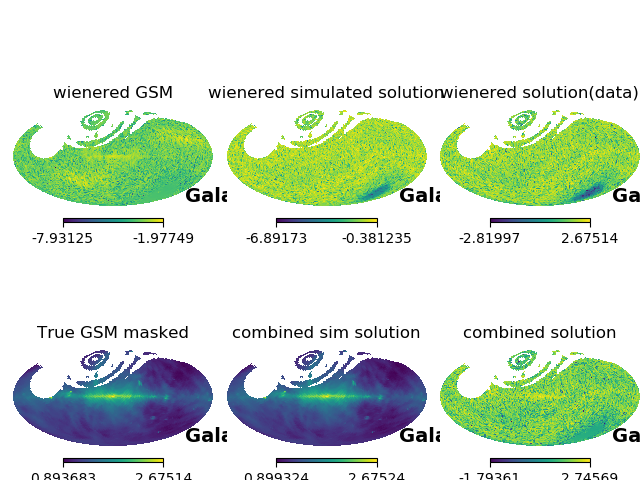 wienered GSM
wienered simulated solution
wienered solution(data)
Gala
Gala
Ga
-7.93125 -1.97749
-6.89173 -0.381235
-2.81997 2.67514
True GSM masked
combined sim solution
combined solution
Gala
Gala
Ga
0.893683 2.67514
0.899324 2.67524
-1.79361 2.74569